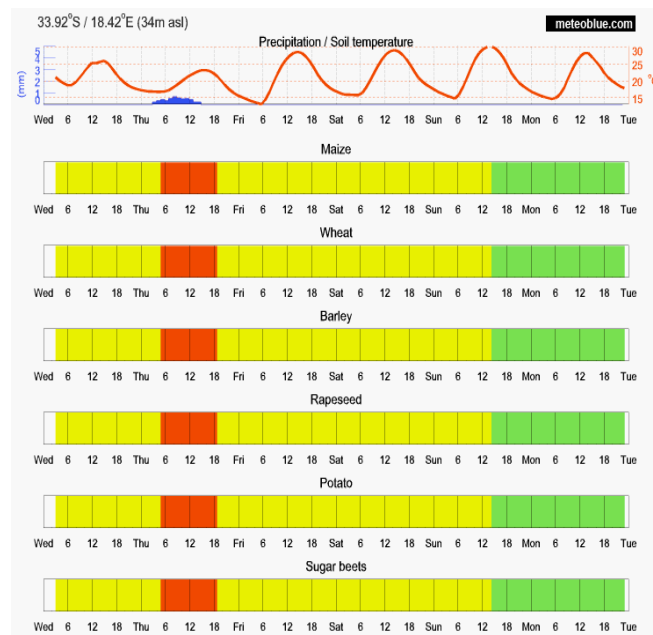 33.92°S / 18.42°E (34m asl)
meteoblue.com
Precipitation / Soil temperature
5
4
3
2
1
0
(mm)
30
25
20
15
Wed 6 12 18 Thu 6 12 18 Fri 6 12 18 Sat 6 12 18 Sun 6 12 18 Mon 6 12 18 Tue
Maize
Wed 6 12 18 Thu 6 12 18 Fri 6 12 18 Sat 6 12 18 Sun 6 12 18 Mon 6 12 18 Tue
Wheat
Wed 6 12 18 Thu 6 12 18 Fri 6 12 18 Sat 6 12 18 Sun 6 12 18 Mon 6 12 18 Tue
Barley
Wed 6 12 18 Thu 6 12 18 Fri 6 12 18 Sat 6 12 18 Sun 6 12 18 Mon 6 12 18 Tue
Rapeseed
Wed 6 12 18 Thu 6 12 18 Fri 6 12 18 Sat 6 12 18 Sun 6 12 18 Mon 6 12 18 Tue
Potato
Wed 6 12 18 Thu 6 12 18 Fri 6 12 18 Sat 6 12 18 Sun 6 12 18 Mon 6 12 18 Tue
Sugar beets
Wed 6 12 18 Thu 6 12 18 Fri 6 12 18 Sat 6 12 18 Sun 6 12 18 Mon 6 12 18 Tue